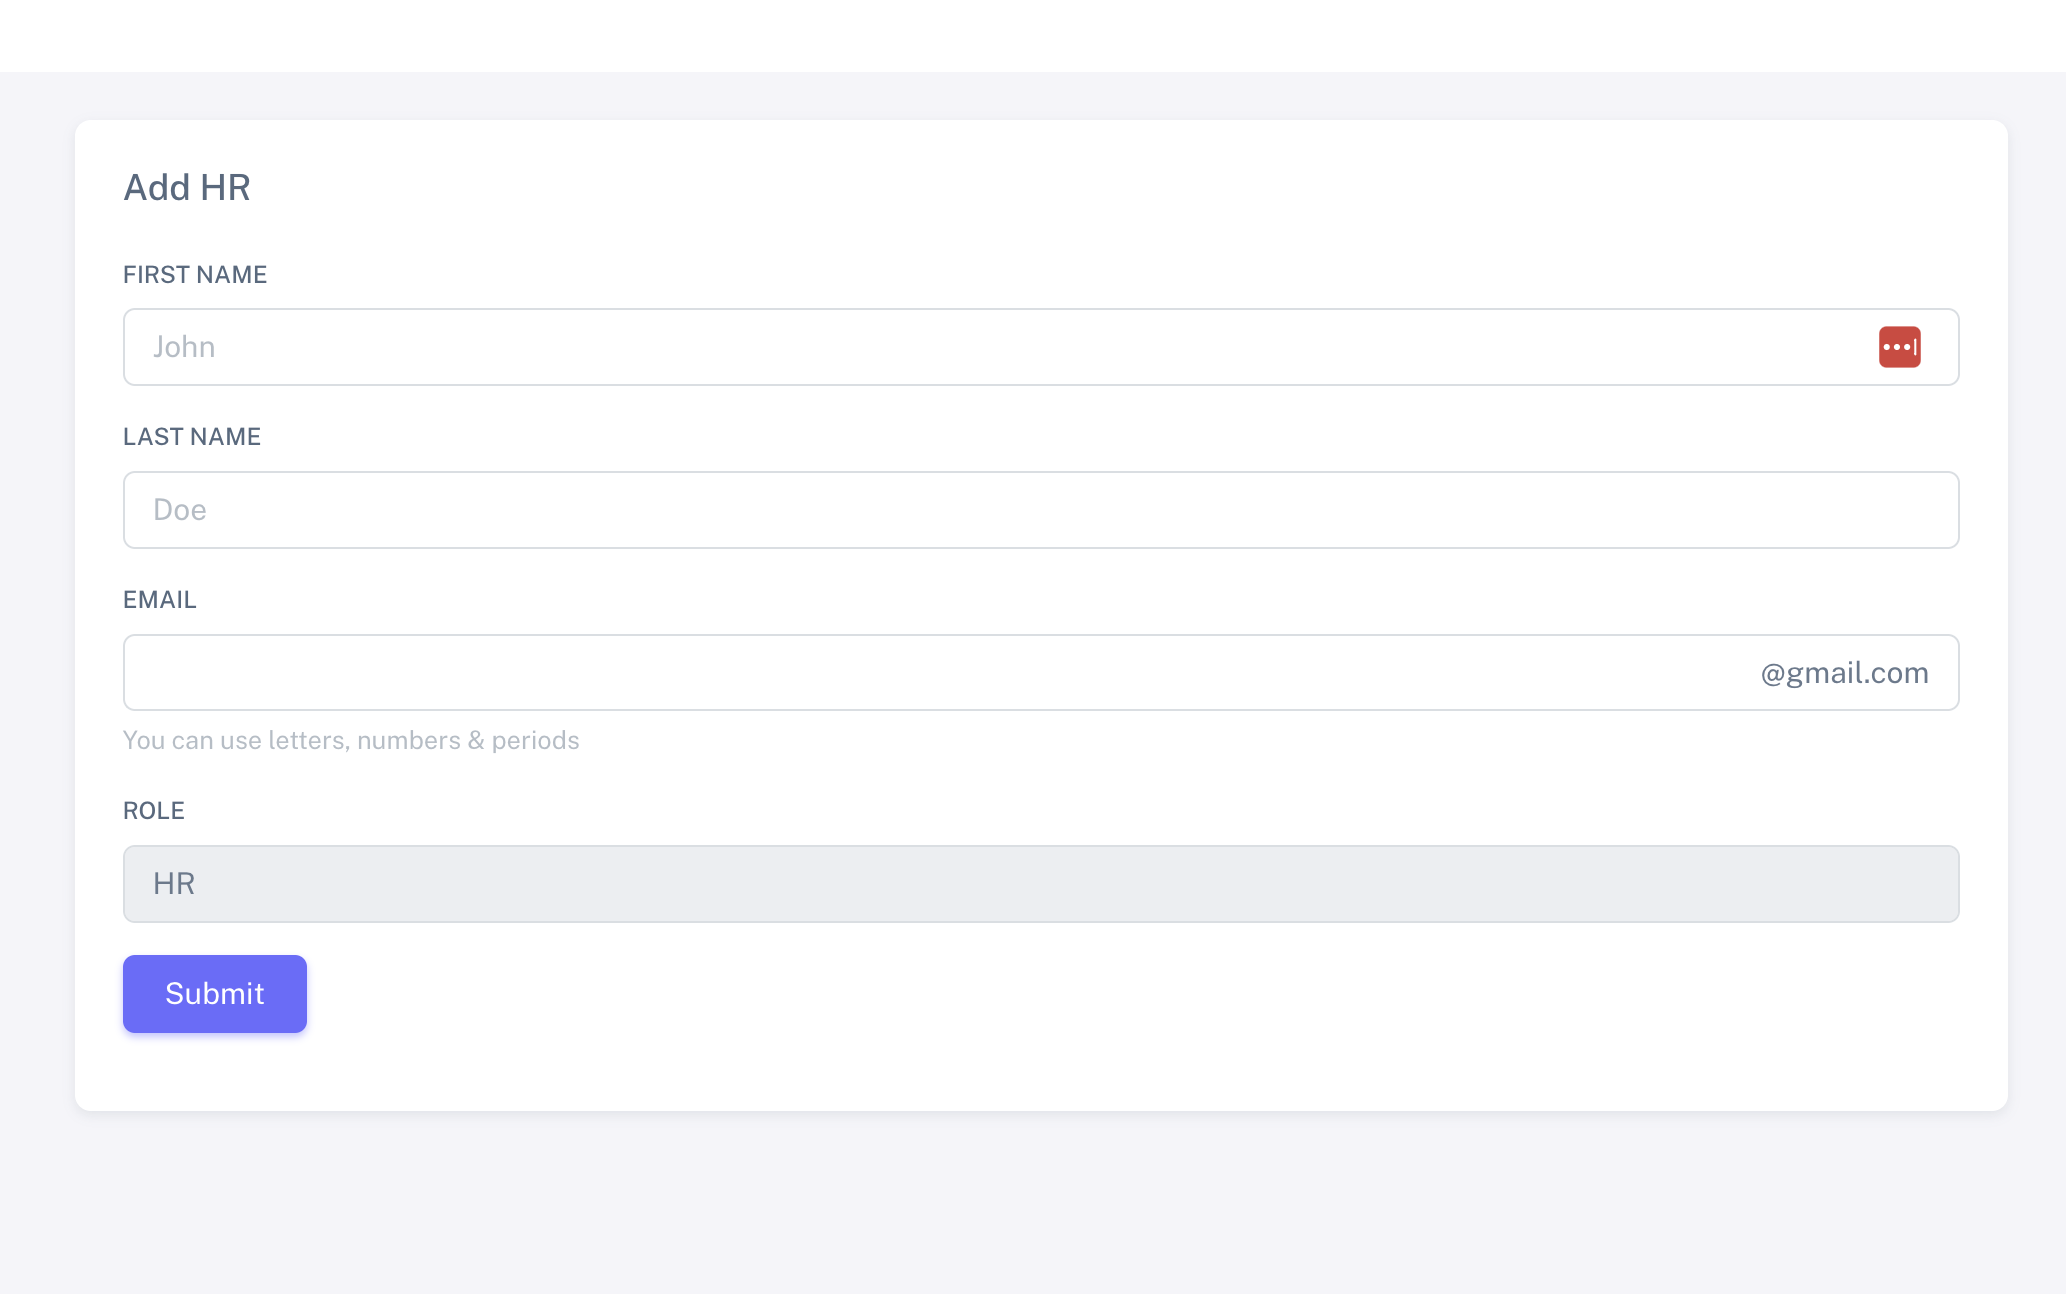 Add HR
FIRST NAME
John
LAST NAME
Doe
EMAIL
@gmail.com
You can use letters, numbers & periods
ROLE
HR
Submit